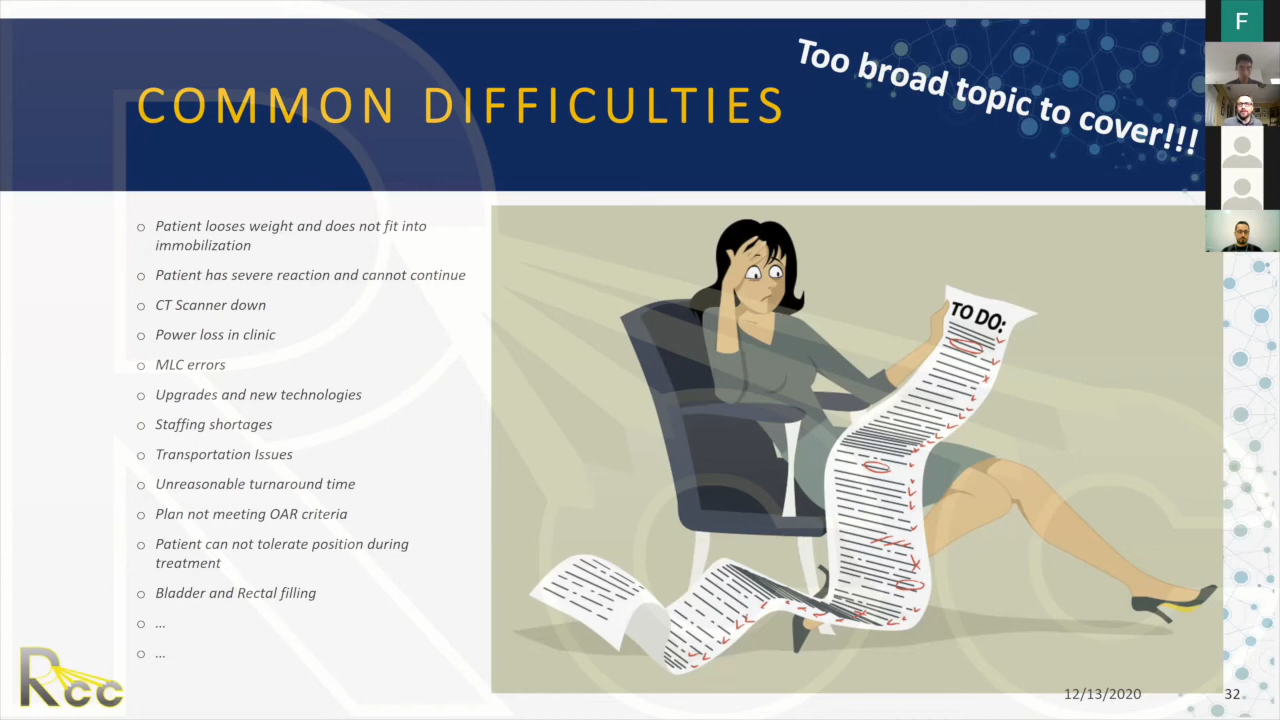 COMMON DIFFICULTIES
Too broad topic to cover!!!
F
o Patient looses weight and does not fit into
immobilization
o Patient has severe reaction and cannot continue
o CT Scanner down
o Power loss in clinic
o MLC errors
o Upgrades and new technologies
o Staffing shortages
o Transportation Issues
o Unreasonable turnaround time
o Plan not meeting OAR criteria
o Patient can not tolerate position during
treatment
o Bladder and Rectal filling
o ...
o ...
TO DO:
Rcc
12/13/2020
32